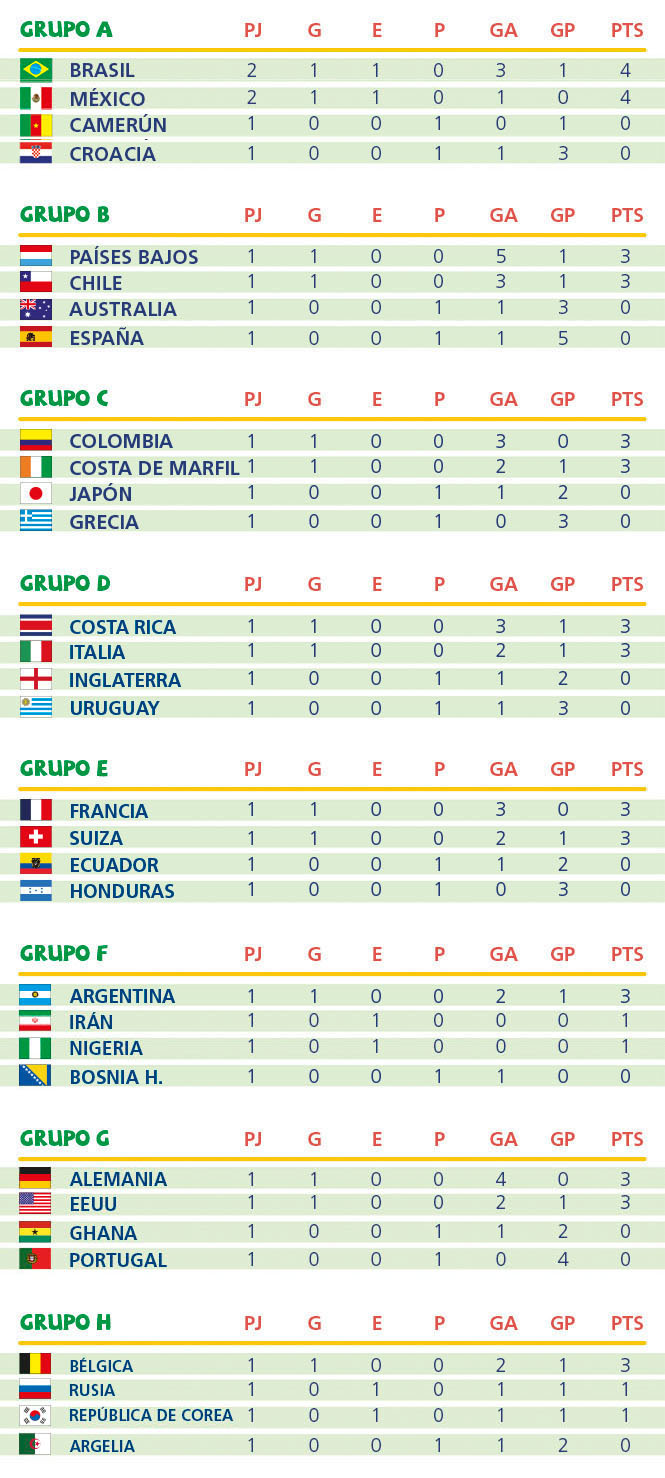 GRUPO A PJ G E P GA GP PTS
BRASIL 2 1 1 0 3 1 4
MÉXICO 2 1 1 0 1 0 4
CAMERÚN 1 0 0 1 0 1 0
CROACIA 1 0 0 1 1 3 0
GRUPO B PJ G E P GA GP PTS
PAÍSES BAJOS 1 1 0 0 5 1 3
CHILE 1 1 0 0 3 1 3
AUSTRALIA 1 0 0 1 1 3 0
ESPAÑA 1 0 0 1 1 5 0
GRUPO C PJ G E P GA GP PTS
COLOMBIA 1 1 0 0 3 0 3
COSTA DE MARFIL 1 1 0 0 2 1 3
JAPÓN 1 0 0 1 1 2 0
GRECIA 1 0 0 1 0 3 0
GRUPO D PJ G E P GA GP PTS
COSTA RICA 1 1 0 0 3 1 3
ITALIA 1 1 0 0 2 1 3
INGLATERRA 1 0 0 1 1 2 0
URUGUAY 1 0 0 1 1 3 0
GRUPO E PJ G E P GA GP PTS
FRANCIA 1 1 0 0 3 0 3
SUIZA 1 1 0 0 2 1 3
ECUADOR 1 0 0 1 1 2 0
HONDURAS 1 0 0 1 0 3 0
GRUPO F PJ G E P GA GP PTS
ARGENTINA 1 1 0 0 2 1 3
IRÁN 1 0 1 0 0 0 1
NIGERIA 1 0 1 0 0 0 1
BOSNIA H. 1 0 0 1 1 0 0
GRUPO G PJ G E P GA GP PTS
ALEMANIA 1 1 0 0 4 0 3
EEUU 1 1 0 0 2 1 3
GHANA 1 0 0 1 1 2 0
PORTUGAL 1 0 0 1 0 4 0
GRUPO H PJ G E P GA GP PTS
BÉLGICA 1 1 0 0 2 1 3
RUSIA 1 0 1 0 1 1 1
REPÚBLICA DE COREA 1 0 1 0 1 1 1
ARGELIA 1 0 0 1 1 2 0